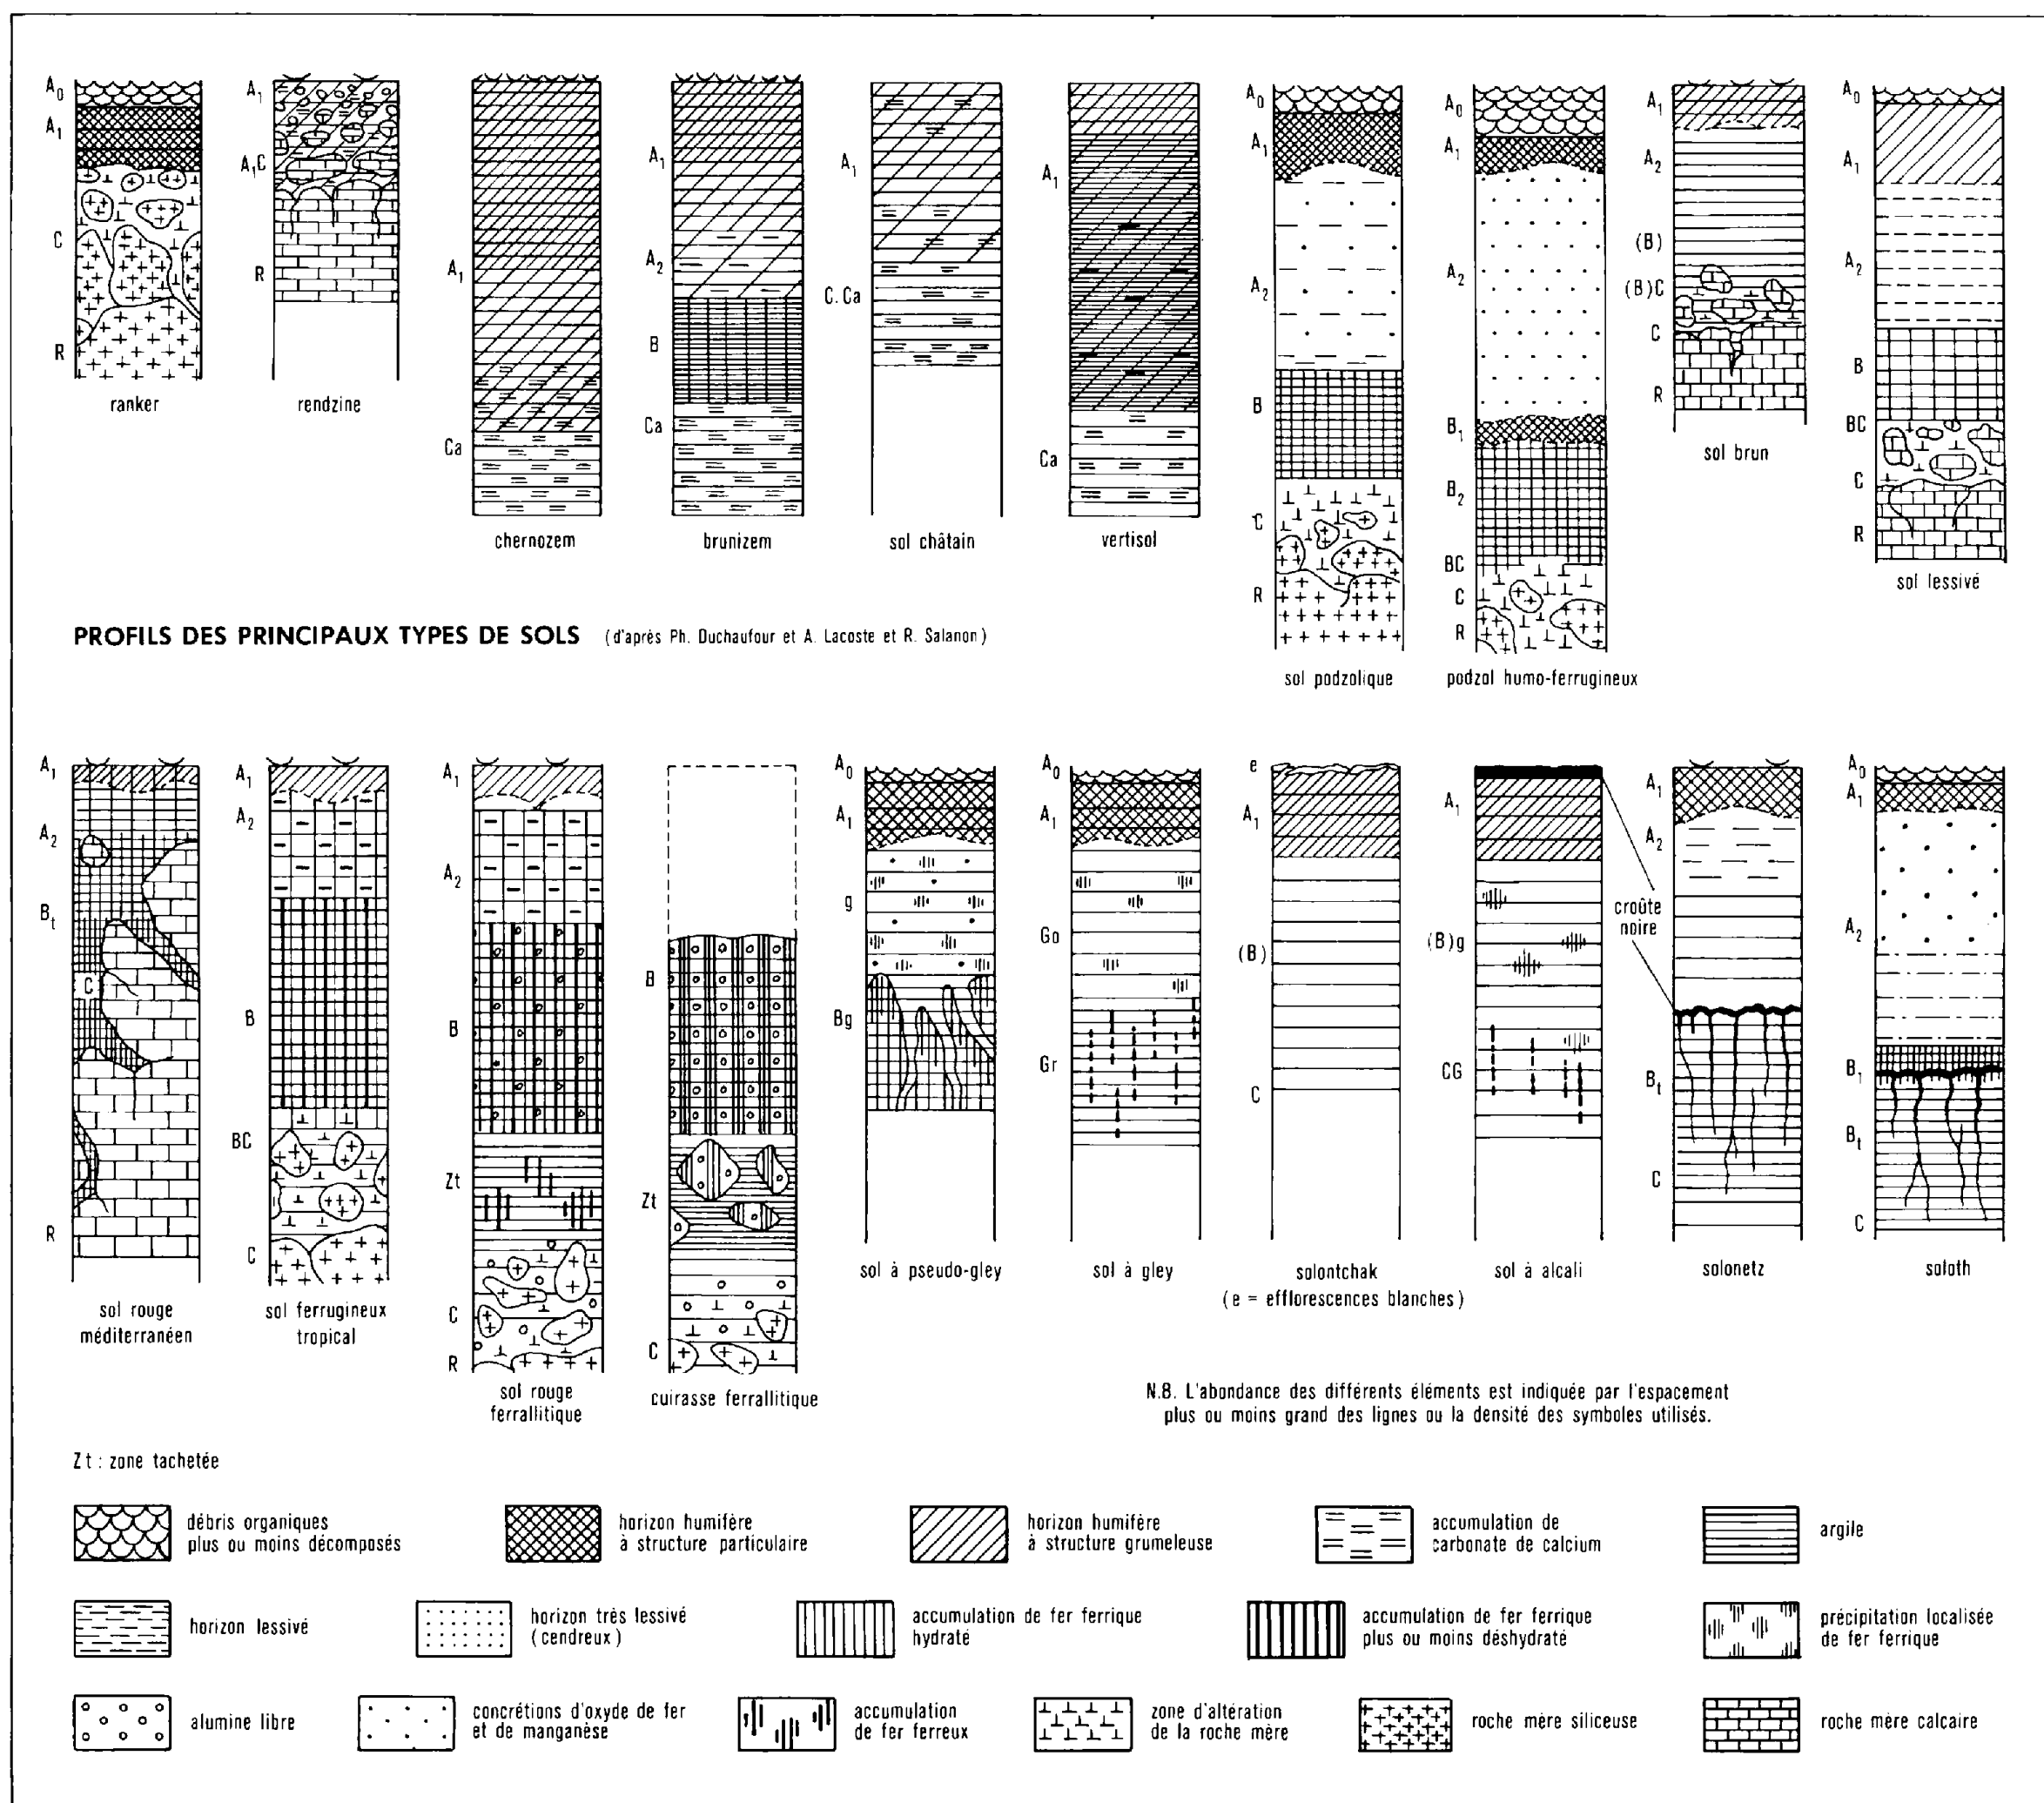 A₀
A₁
C
R
ranker
A₁
A₁C
R
rendzine
A₁
Ca
chernozem
A₁
A₂
B
Ca
brunizem
A₁
C.Ca
sol châtain
A₁
Ca
vertisol
A₀
A₁
A₂
B
C
R
sol podzolique
A₀
A₁
A₂
B₁
B₂
BC
C
R
podzol humo-ferrugineux
A₁
A₂
(B)
(B)C
C
R
sol brun
A₀
A₁
A₂
B
BC
C
R
sol lessivé
PROFILS DES PRINCIPAUX TYPES DE SOLS (d'après Ph. Duchaufour et A. Lacoste et R. Salanon)
A₁
A₂
Bt
C
R
sol rouge
méditerranéen
A₁
A₂
B
BC
C
sol ferrugineux
tropical
A₁
A₂
B
Zt
C
R
sol rouge
ferrallitique
B
Zt
C
cuirasse ferrallitique
A₀
A₁
g
Bg
sol à pseudo-gley
A₀
A₁
Go
Gr
sol à gley
e
A₁
(B)
C
solontchak
(e = efflorescences blanches)
A₁
(B)g
CG
sol à alcali
croûte
noire
A₁
A₂
Bt
C
solonetz
A₀
A₁
A₂
B₁
Bt
C
soloth
N.B. L'abondance des différents éléments est indiquée par l'espacement
plus ou moins grand des lignes ou la densité des symboles utilisés.
Zt : zone tachetée
débris organiques
plus ou moins décomposés
horizon humifère
à structure particulaire
horizon humifère
à structure grumeleuse
accumulation de
carbonate de calcium
argile
horizon lessivé
horizon très lessivé
(cendreux)
accumulation de fer ferrique
hydraté
accumulation de fer ferrique
plus ou moins déshydraté
précipitation localisée
de fer ferrique
alumine libre
concrétions d'oxyde de fer
et de manganèse
accumulation
de fer ferreux
zone d'altération
de la roche mère
roche mère siliceuse
roche mère calcaire